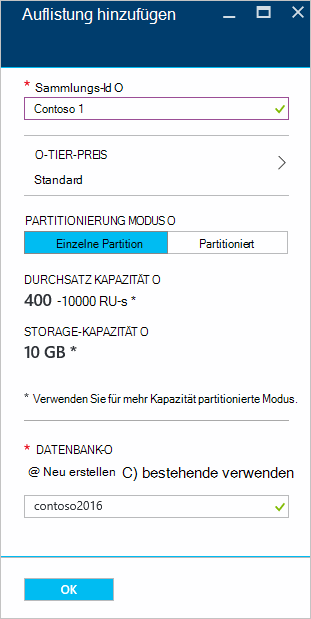 Auflistung hinzufügen
* Sammlungs-Id O
Contoso 1
O-TIER-PREIS
Standard
PARTITIONIERUNG MODUS O
Einzelne Partition Partitioniert
DURCHSATZ KAPAZITÄT O
400 -10000 RU-s *
STORAGE-KAPAZITÄT O
10 GB *
* Verwenden Sie für mehr Kapazität partitionierte Modus.
* DATENBANK-O
@ Neu erstellen C) bestehende verwenden
contoso2016
OK